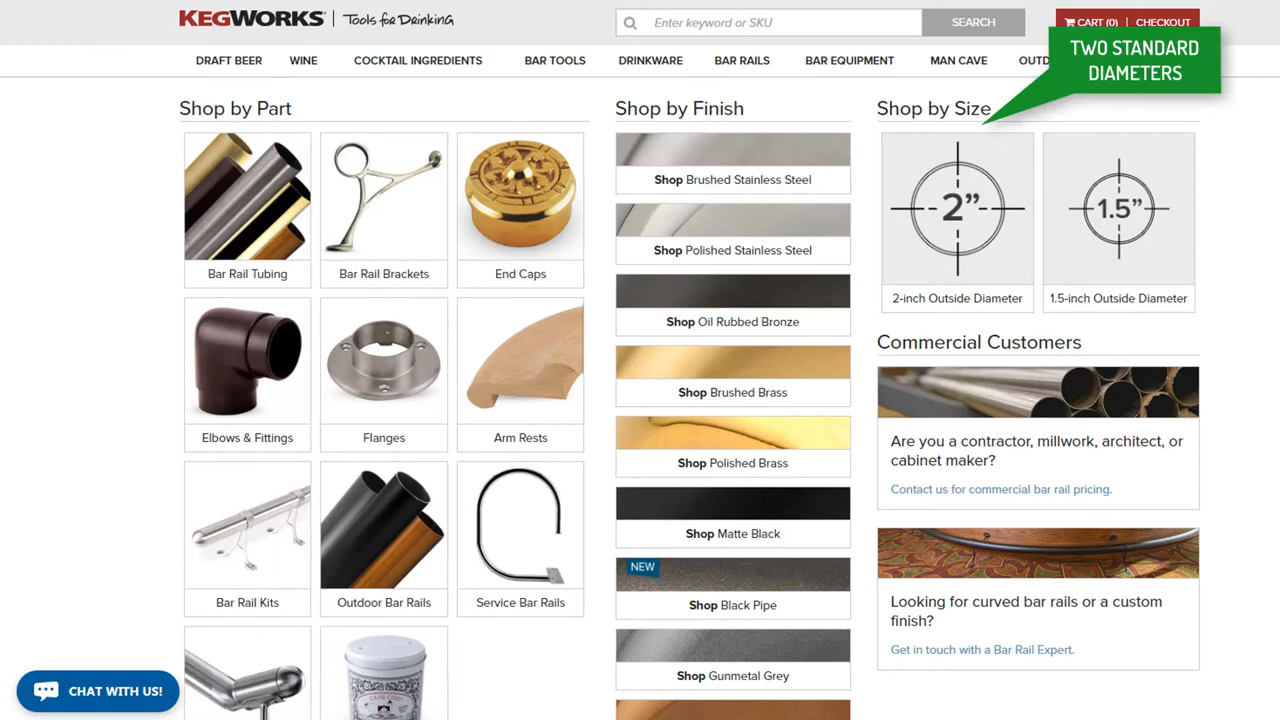 KEGWORKS® | Tools for Drinking
Enter keyword or SKU
SEARCH
CART (0) | CHECKOUT
TWO STANDARD
DIAMETERS
DRAFT BEER
WINE
COCKTAIL INGREDIENTS
BAR TOOLS
DRINKWARE
BAR RAILS
BAR EQUIPMENT
MAN CAVE
Shop by Part
Bar Rail Tubing
Bar Rail Brackets
End Caps
Elbows & Fittings
Flanges
Arm Rests
Bar Rail Kits
Outdoor Bar Rails
Service Bar Rails
Shop by Finish
Shop Brushed Stainless Steel
Shop Polished Stainless Steel
Shop Oil Rubbed Bronze
Shop Brushed Brass
Shop Polished Brass
Shop Matte Black
NEW
Shop Black Pipe
Shop Gunmetal Grey
Shop by Size
2”
1.5”
2-inch Outside Diameter
1.5-inch Outside Diameter
Commercial Customers
Are you a contractor, millwork, architect, or
cabinet maker?
Contact us for commercial bar rail pricing.
Looking for curved bar rails or a custom
finish?
Get in touch with a Bar Rail Expert.
CHAT WITH US!